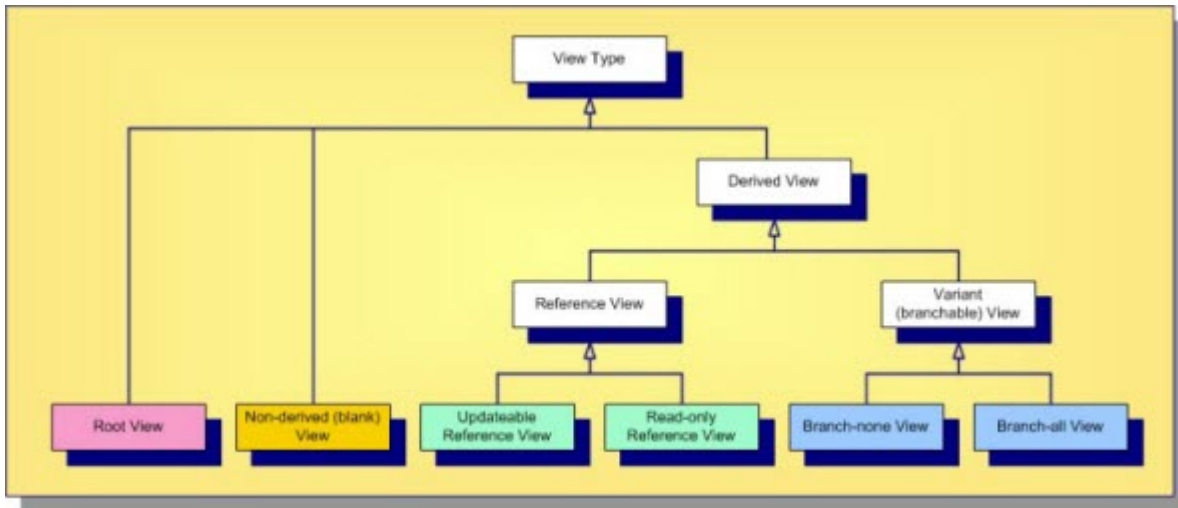 View Type
Derived View
Reference View
Variant
(branchable) View
Root View
Non-derived (blank)
View
Updateable
Reference View
Read-only
Reference View
Branch-none View
Branch-all View